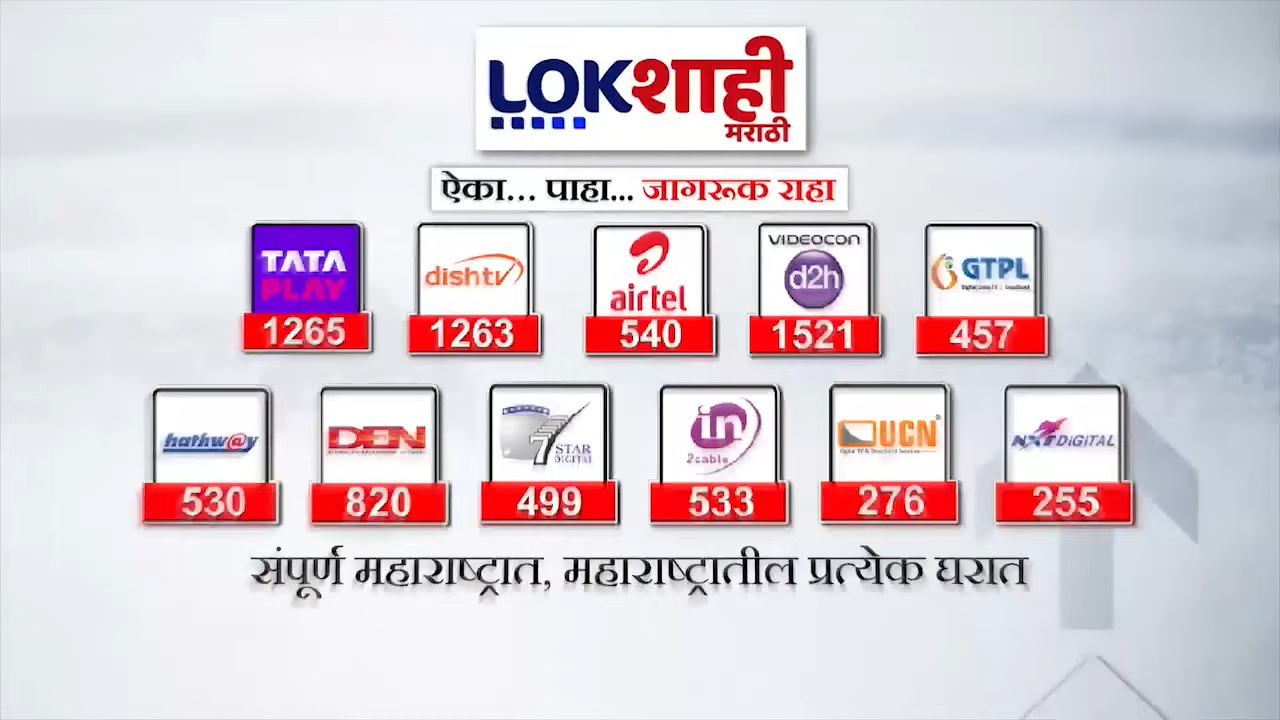 LOKशाही
मराठी
ऐका... पाहा... जागरूक राहा
TATA PLAY
dishtv
airtel
VIDEOCON d2h
GTPL
1265
1263
540
1521
457
hathw@y
DEN
7 STAR DIGITAL
in 2cable
UCN
NXT DIGITAL
530
820
499
533
276
255
संपूर्ण महाराष्ट्रात, महाराष्ट्रातील प्रत्येक घरात